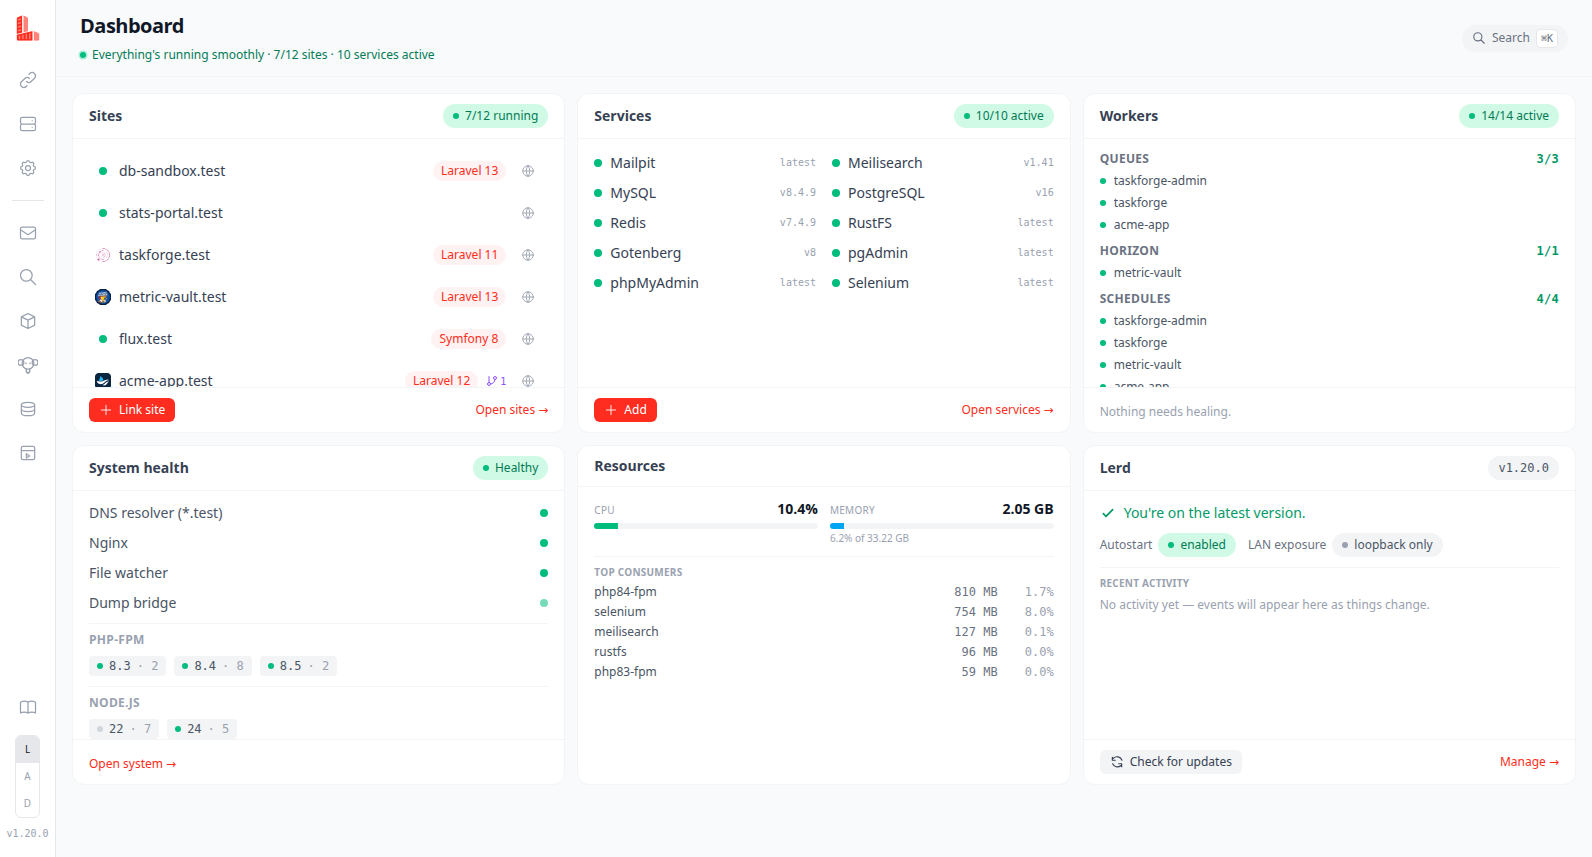 Dashboard
Everything's running smoothly · 7/12 sites · 10 services active
Search ⌘K
Sites
7/12 running
db-sandbox.test Laravel 13
stats-portal.test
taskforge.test Laravel 11
metric-vault.test Laravel 13
flux.test Symfony 8
acme-app.test Laravel 12 1
+ Link site
Open sites →
Services
10/10 active
Mailpit latest
Meilisearch v1.41
MySQL v8.4.9
PostgreSQL v16
Redis v7.4.9
RustFS latest
Gotenberg v8
pgAdmin latest
phpMyAdmin latest
Selenium latest
+ Add
Open services →
Workers
14/14 active
QUEUES 3/3
taskforge-admin
taskforge
acme-app
HORIZON 1/1
metric-vault
SCHEDULES 4/4
taskforge-admin
taskforge
metric-vault
acme-app
Nothing needs healing.
System health
Healthy
DNS resolver (*.test)
Nginx
File watcher
Dump bridge
PHP-FPM
8.3 · 2 8.4 · 8 8.5 · 2
NODE.JS
22 · 7 24 · 5
Open system →
Resources
CPU 10.4%
MEMORY 2.05 GB
6.2% of 33.22 GB
TOP CONSUMERS
php84-fpm 810 MB 1.7%
selenium 754 MB 8.0%
meilisearch 127 MB 0.1%
rustfs 96 MB 0.0%
php83-fpm 59 MB 0.0%
Lerd
v1.20.0
You're on the latest version.
Autostart enabled LAN exposure loopback only
RECENT ACTIVITY
No activity yet — events will appear here as things change.
Check for updates
Manage →
L
A
D
v1.20.0